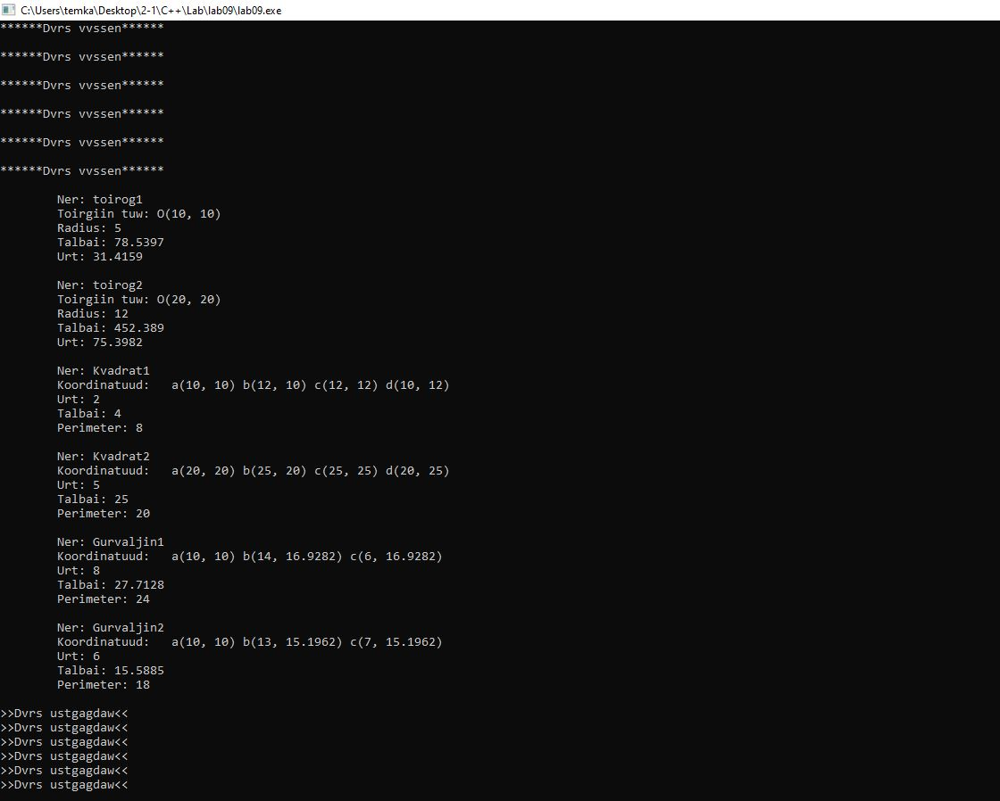 C:\Users\temka\Desktop\2-1\C++\Lab\lab09\lab09.exe
******Dvrs vvssen******
******Dvrs vvssen******
******Dvrs vvssen******
******Dvrs vvssen******
******Dvrs vvssen******
******Dvrs vvssen******
Ner: toirog1
Toirgiin tuw: O(10, 10)
Radius: 5
Talbai: 78.5397
Urt: 31.4159
Ner: toirog2
Toirgiin tuw: O(20, 20)
Radius: 12
Talbai: 452.389
Urt: 75.3982
Ner: Kvadrat1
Koordinatuud: a(10, 10) b(12, 10) c(12, 12) d(10, 12)
Urt: 2
Talbai: 4
Perimeter: 8
Ner: Kvadrat2
Koordinatuud: a(20, 20) b(25, 20) c(25, 25) d(20, 25)
Urt: 5
Talbai: 25
Perimeter: 20
Ner: Gurvaljin1
Koordinatuud: a(10, 10) b(14, 16.9282) c(6, 16.9282)
Urt: 8
Talbai: 27.7128
Perimeter: 24
Ner: Gurvaljin2
Koordinatuud: a(10, 10) b(13, 15.1962) c(7, 15.1962)
Urt: 6
Talbai: 15.5885
Perimeter: 18
>>Dvrs ustgagdaw<<
>>Dvrs ustgagdaw<<
>>Dvrs ustgagdaw<<
>>Dvrs ustgagdaw<<
>>Dvrs ustgagdaw<<
>>Dvrs ustgagdaw<<